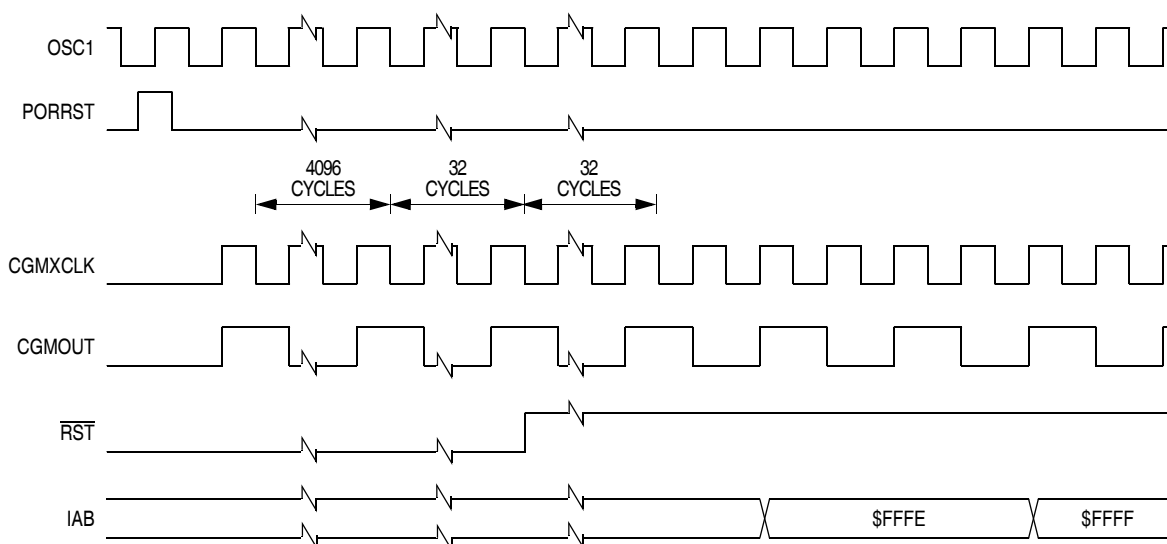 OSC1
PORRST
4096
CYCLES
32
CYCLES
32
CYCLES
CGMXCLK
CGMOUT
RST
IAB
$FFFE
$FFFF